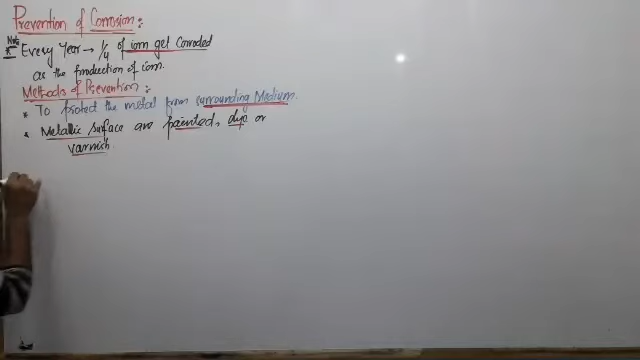 Prevention of Corrosion:
Note
* Every Year → 1/4 of iron get Corroded
as the production of iron.
Methods of Prevention:
* To protect the metal from surrounding Medium.
* Metallic surface are painted, dye or
varnish.